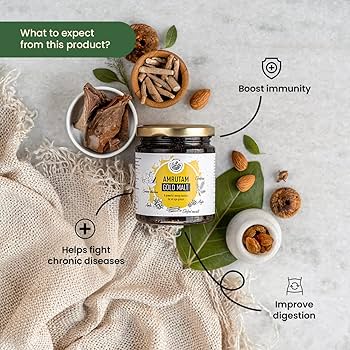 What to expect
from this product?
Boost immunity
AMRUTAM
GOLD MALT
Helps fight
chronic diseases
Improve
digestion